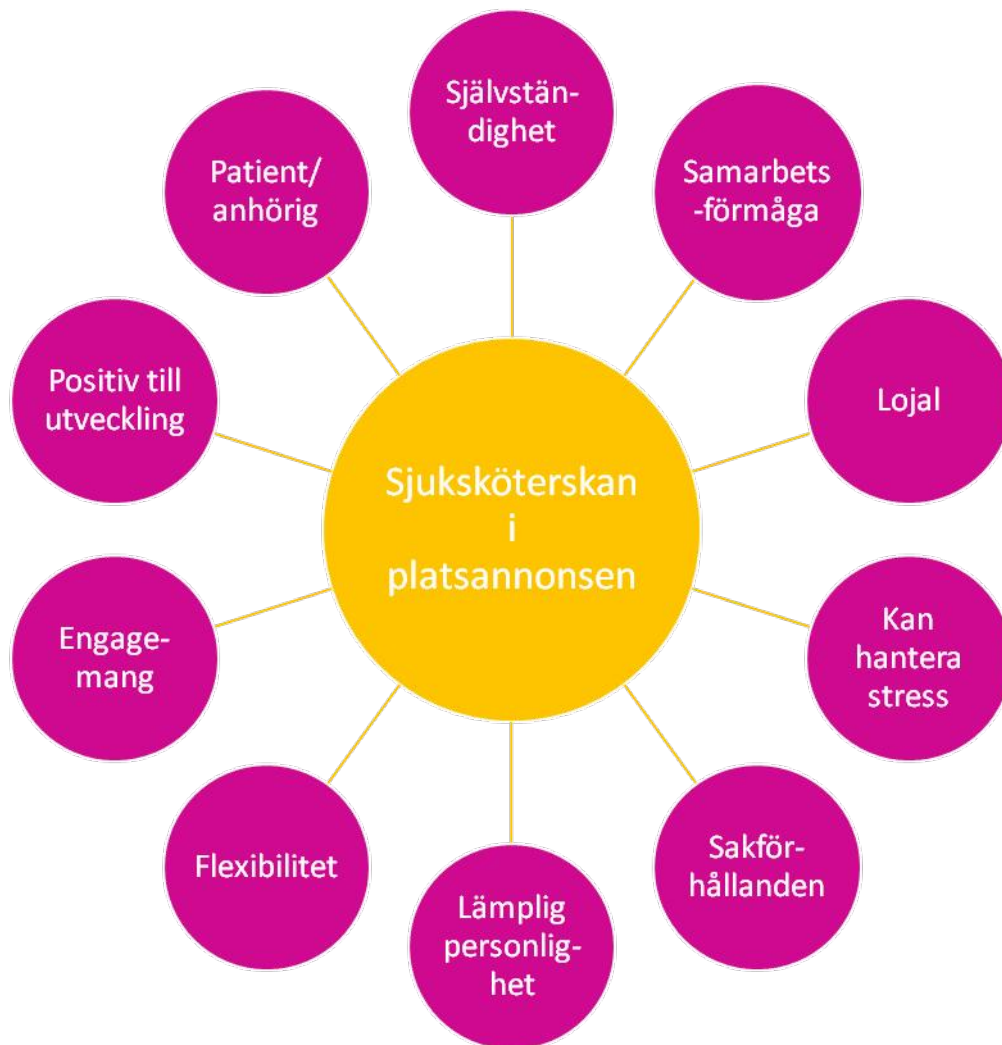 Självstän-
dighet
Samarbets
-förmåga
Lojal
Kan
hantera
stress
Sakför-
hållanden
Lämplig
personlig-
het
Flexibilitet
Engage-
mang
Positiv till
utveckling
Patient/
anhörig
Sjuksköterskan
i
platsannonsen